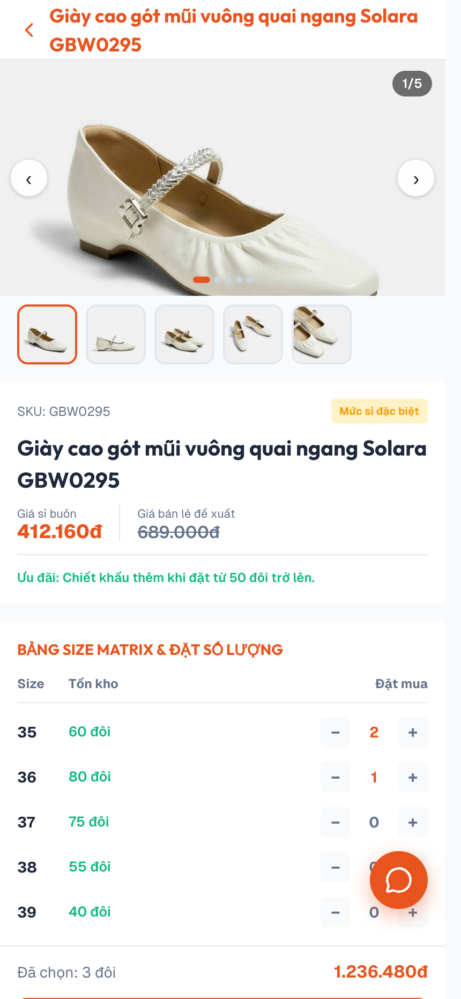 Giày cao gót mũi vuông quai ngang Solara
GBW0295
1/5
SKU: GBW0295
Mức sỉ đặc biệt
Giày cao gót mũi vuông quai ngang Solara
GBW0295
Giá sỉ buôn
Giá bán lẻ đề xuất
412.160đ
689.000đ
Ưu đãi: Chiết khấu thêm khi đặt từ 50 đôi trở lên.
BẢNG SIZE MATRIX & ĐẶT SỐ LƯỢNG
Size Tồn kho Đặt mua
35 60 đôi − 2 +
36 80 đôi − 1 +
37 75 đôi − 0 +
38 55 đôi −
39 40 đôi − 0 +
Đã chọn: 3 đôi 1.236.480đ